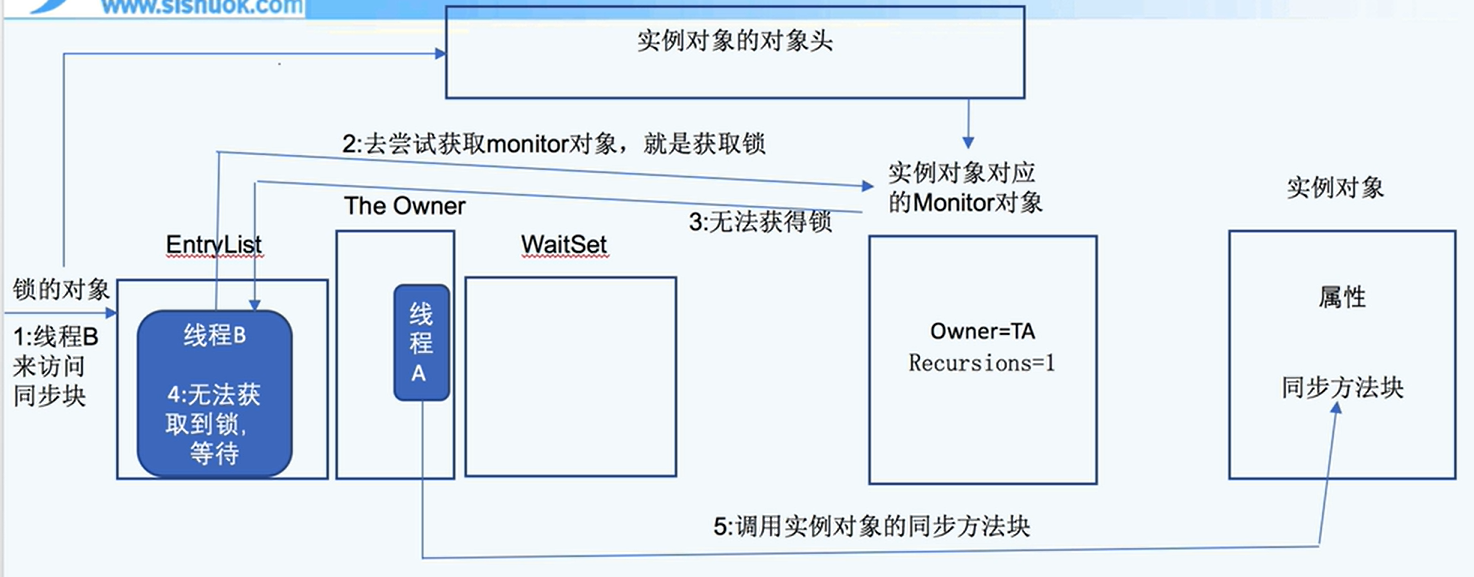 www.sishuok.com
实例对象的对象头
2:去尝试获取monitor对象，就是获取锁
实例对象对应
的Monitor对象
实例对象
The Owner
3:无法获得锁
EntryList
WaitSet
锁的对象
1:线程B
来访问
同步块
线程B
4:无法获
取到锁,
等待
线
程
A
Owner=TA
Recursions=1
属性
同步方法块
5:调用实例对象的同步方法块